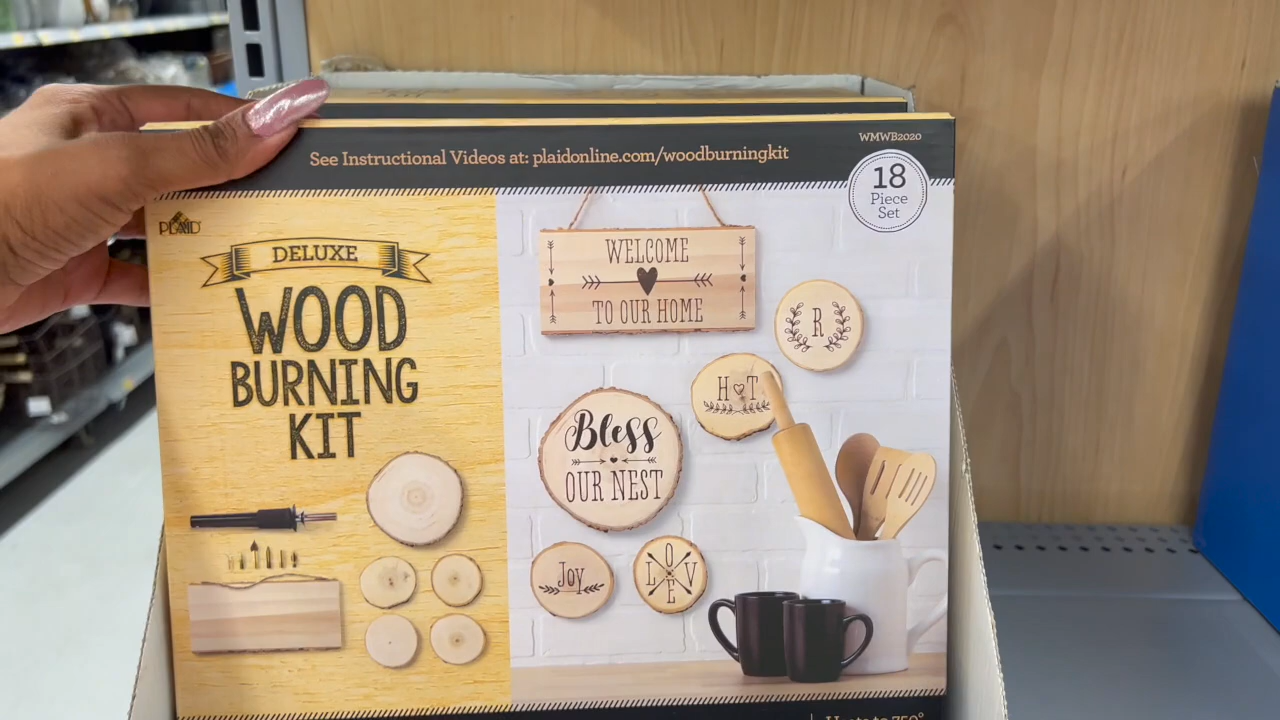 WMWB2020
See Instructional Videos at: plaidonline.com/woodburningkit
18
Piece
Set
PLAID
DELUXE
WOOD
BURNING
KIT
WELCOME
TO OUR HOME
R
H T
Bless
OUR NEST
Joy
O
L V
E
750°